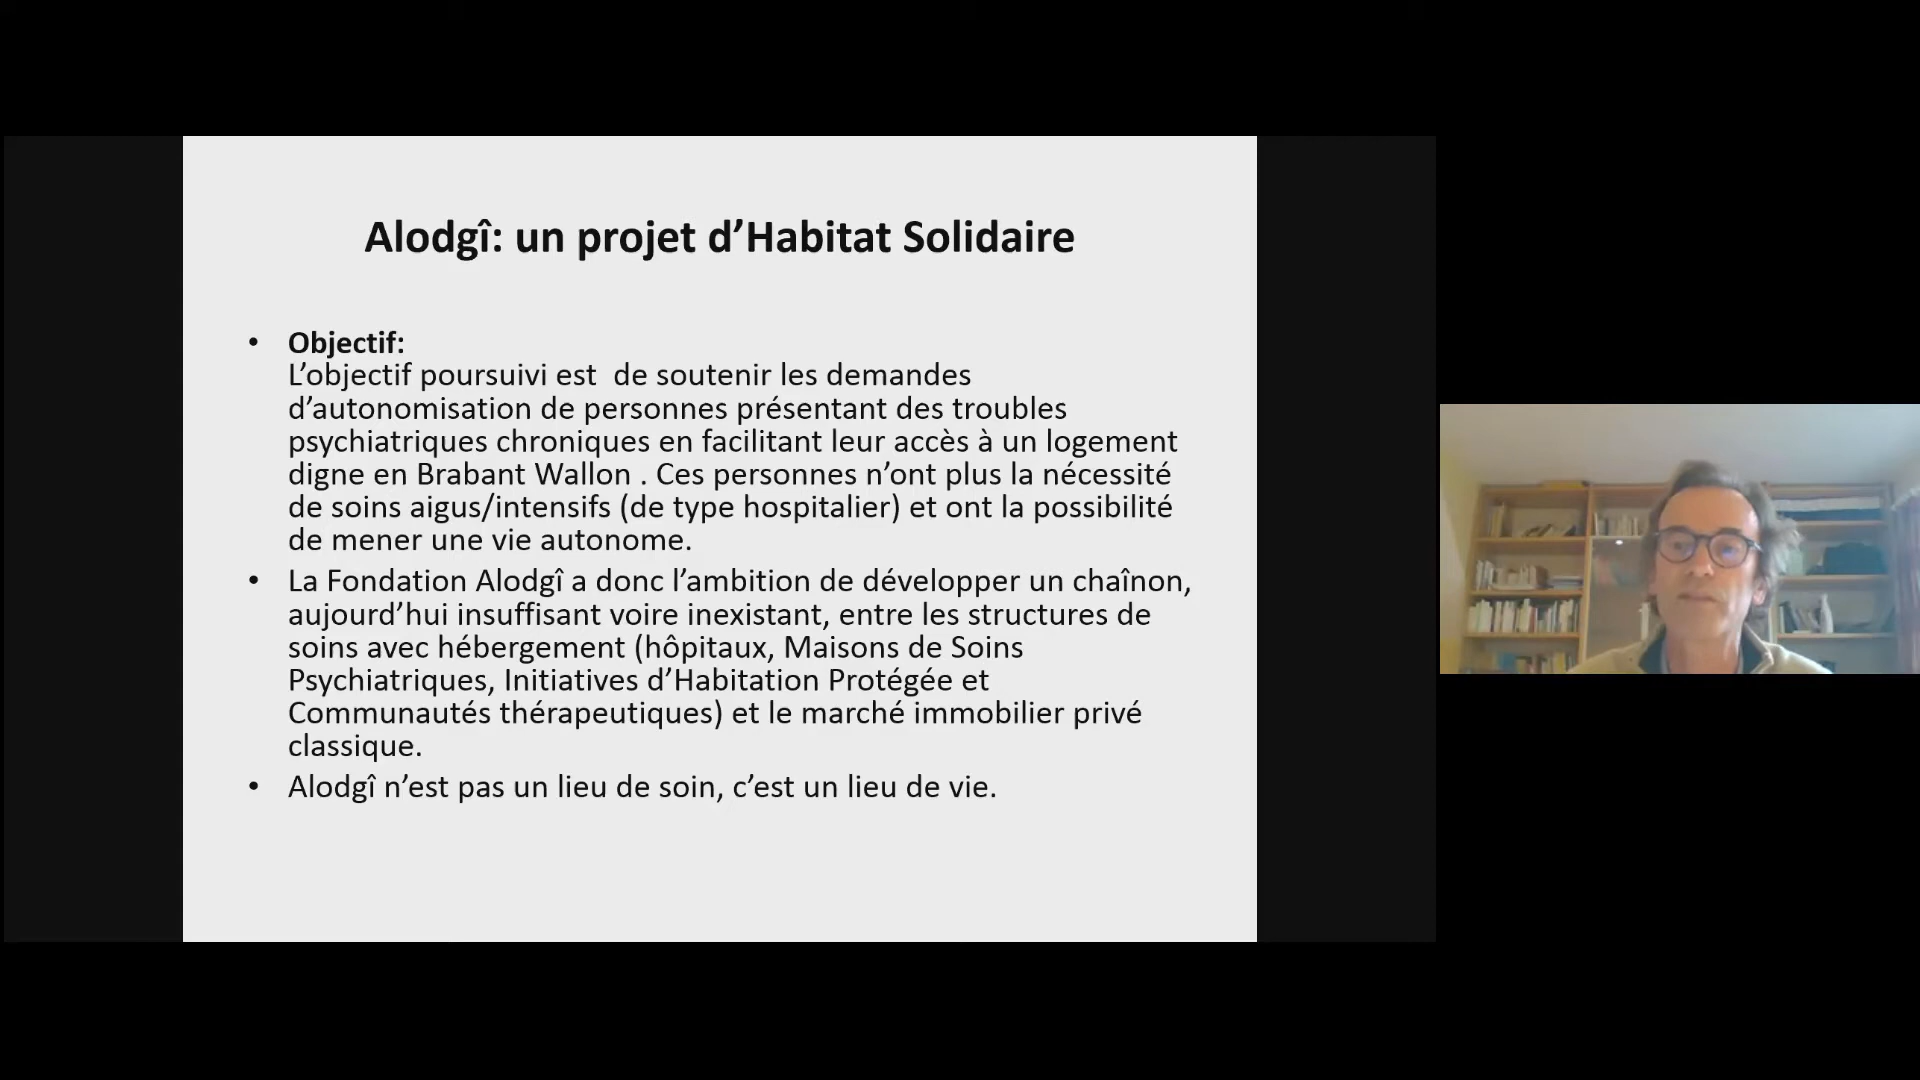 Alodgî: un projet d’Habitat Solidaire
• Objectif:
L’objectif poursuivi est  de soutenir les demandes
d’autonomisation de personnes présentant des troubles
psychiatriques chroniques en facilitant leur accès à un logement
digne en Brabant Wallon . Ces personnes n’ont plus la nécessité
de soins aigus/intensifs (de type hospitalier) et ont la possibilité
de mener une vie autonome.
• La Fondation Alodgî a donc l’ambition de développer un chaînon,
aujourd’hui insuffisant voire inexistant, entre les structures de
soins avec hébergement (hôpitaux, Maisons de Soins
Psychiatriques, Initiatives d’Habitation Protégée et
Communautés thérapeutiques) et le marché immobilier privé
classique.
• Alodgî n’est pas un lieu de soin, c’est un lieu de vie.